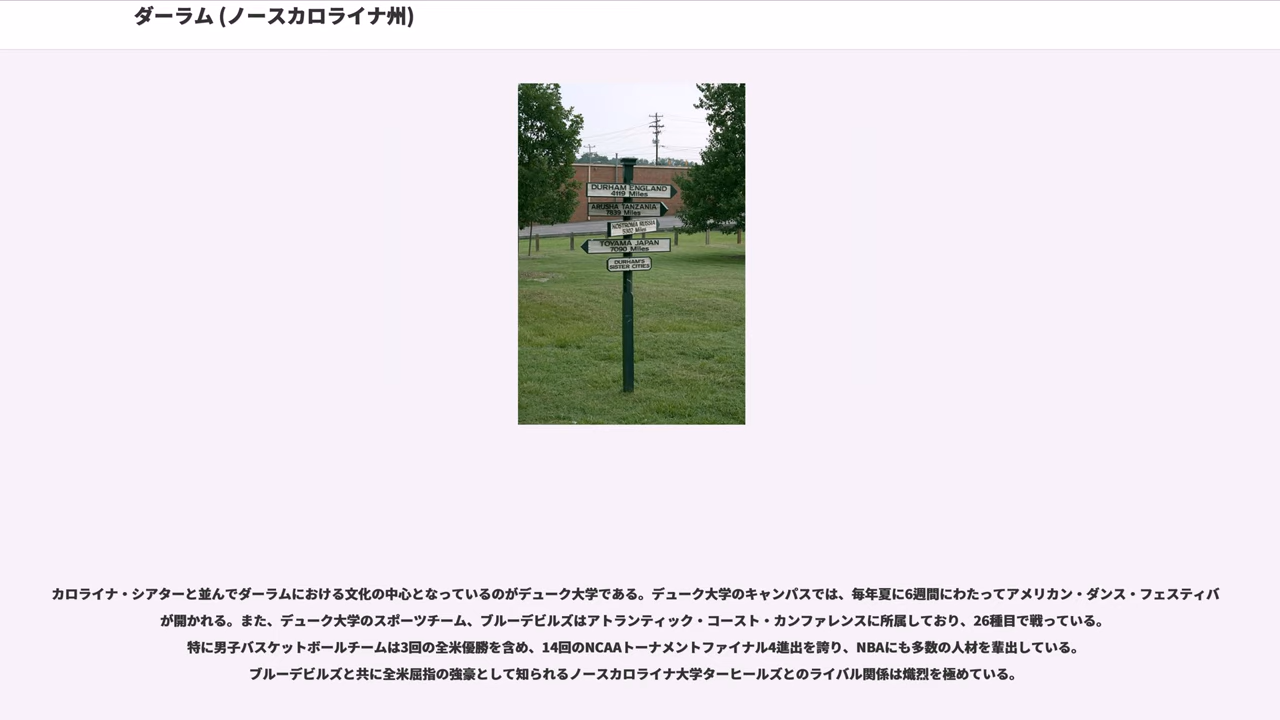 ダーラム (ノースカロライナ州)
DURHAM ENGLAND
4119 Miles
ARUSHA TANZANIA
7839 Miles
KOSTROMA RUSSIA
5302 Miles
TOYAMA JAPAN
7090 Miles
DURHAM'S
SISTER CITIES
カロライナ・シアターと並んでダーラムにおける文化の中心となっているのがデューク大学である。デューク大学のキャンパスでは、毎年夏に6週間にわたってアメリカン・ダンス・フェスティバ
が開かれる。また、デューク大学のスポーツチーム、ブルーデビルズはアトランティック・コースト・カンファレンスに所属しており、26種目で戦っている。
特に男子バスケットボールチームは3回の全米優勝を含め、14回のNCAAトーナメントファイナル4進出を誇り、NBAにも多数の人材を輩出している。
ブルーデビルズと共に全米屈指の強豪として知られるノースカロライナ大学ターヒールズとのライバル関係は熾烈を極めている。